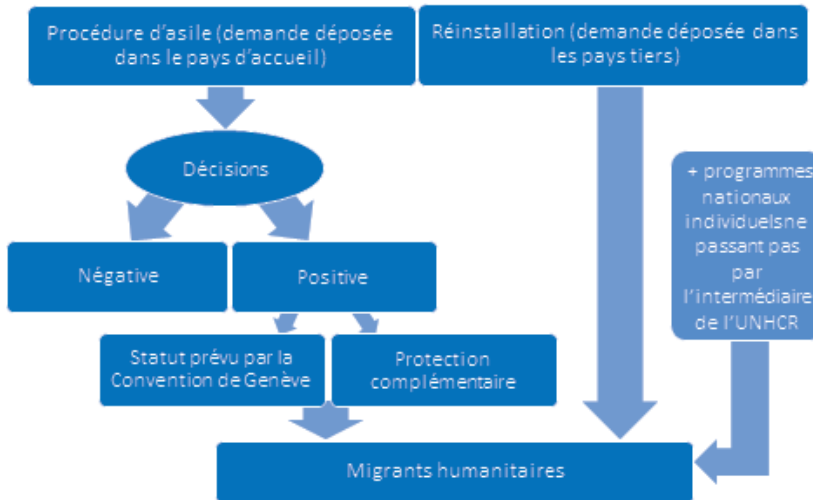 Procédure d'asile (demande déposée
dans le pays d'accueil)
Réinstallation (demande déposée dans
les pays tiers)
Décisions
+ programmes
nationaux
individuelsne
passant pas
par
l'intermédiaire
de l'UNHCR
Négative
Positive
Statut prévu par la
Convention de Genève
Protection
complémentaire
Migrants humanitaires